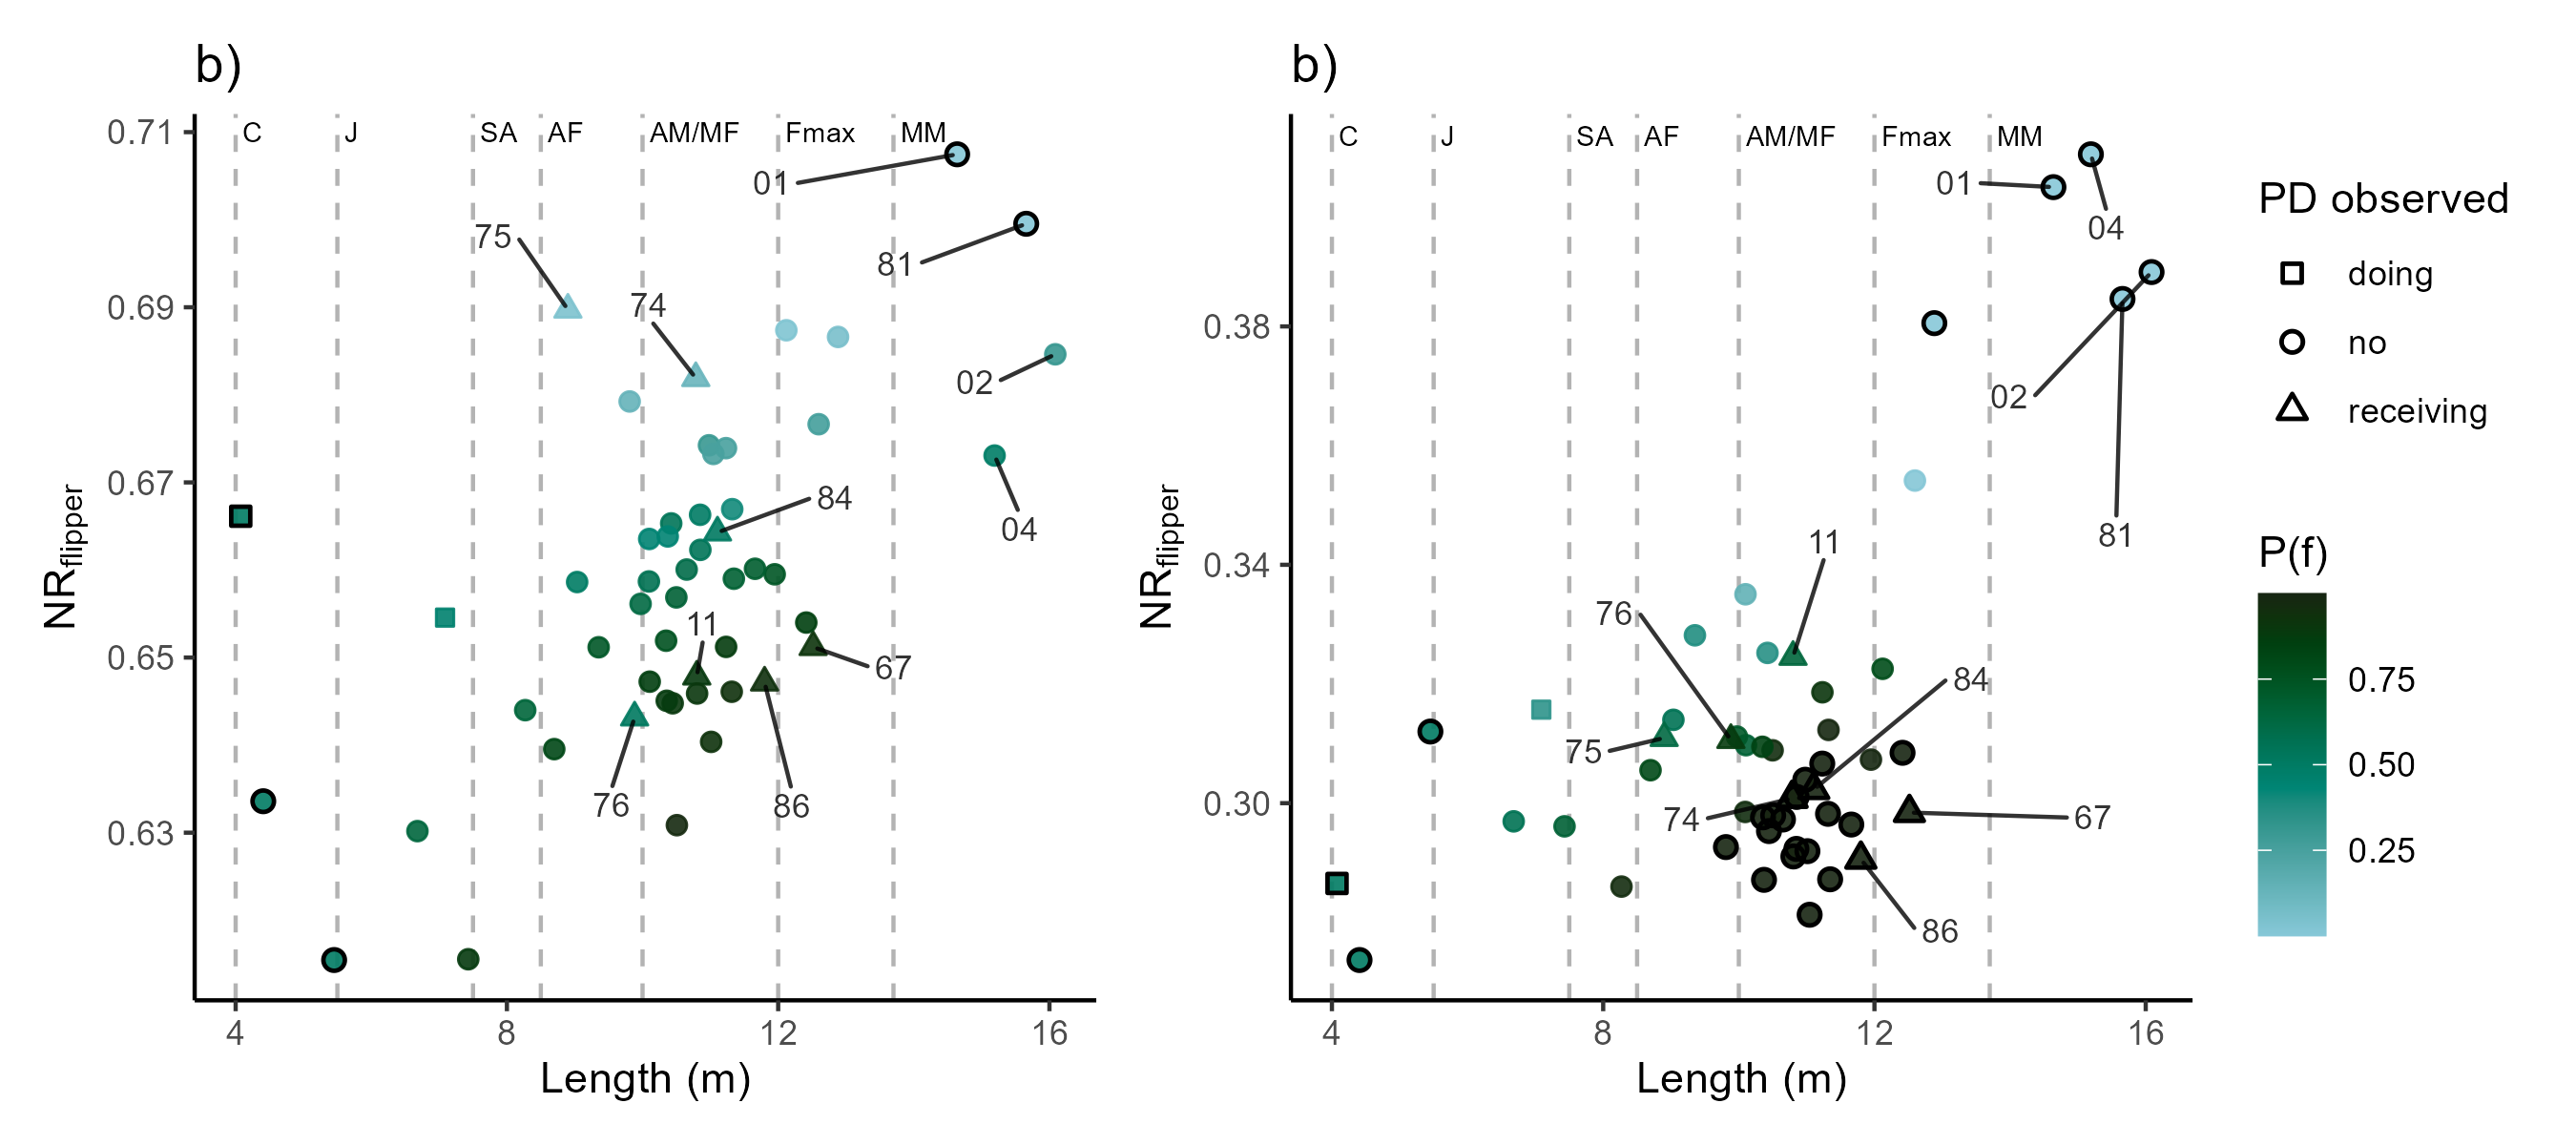 b)
0.71
0.69
0.67
0.65
0.63
NRflipper
C
J
SA
AF
AM/MF
Fmax
MM
01
81
75
74
02
04
84
11
67
76
86
4
8
12
16
Length (m)
b)
0.38
0.34
0.30
NRflipper
C
J
SA
AF
AM/MF
Fmax
MM
01
04
02
81
11
76
84
75
74
67
86
4
8
12
16
Length (m)
PD observed
doing
no
receiving
P(f)
0.75
0.50
0.25